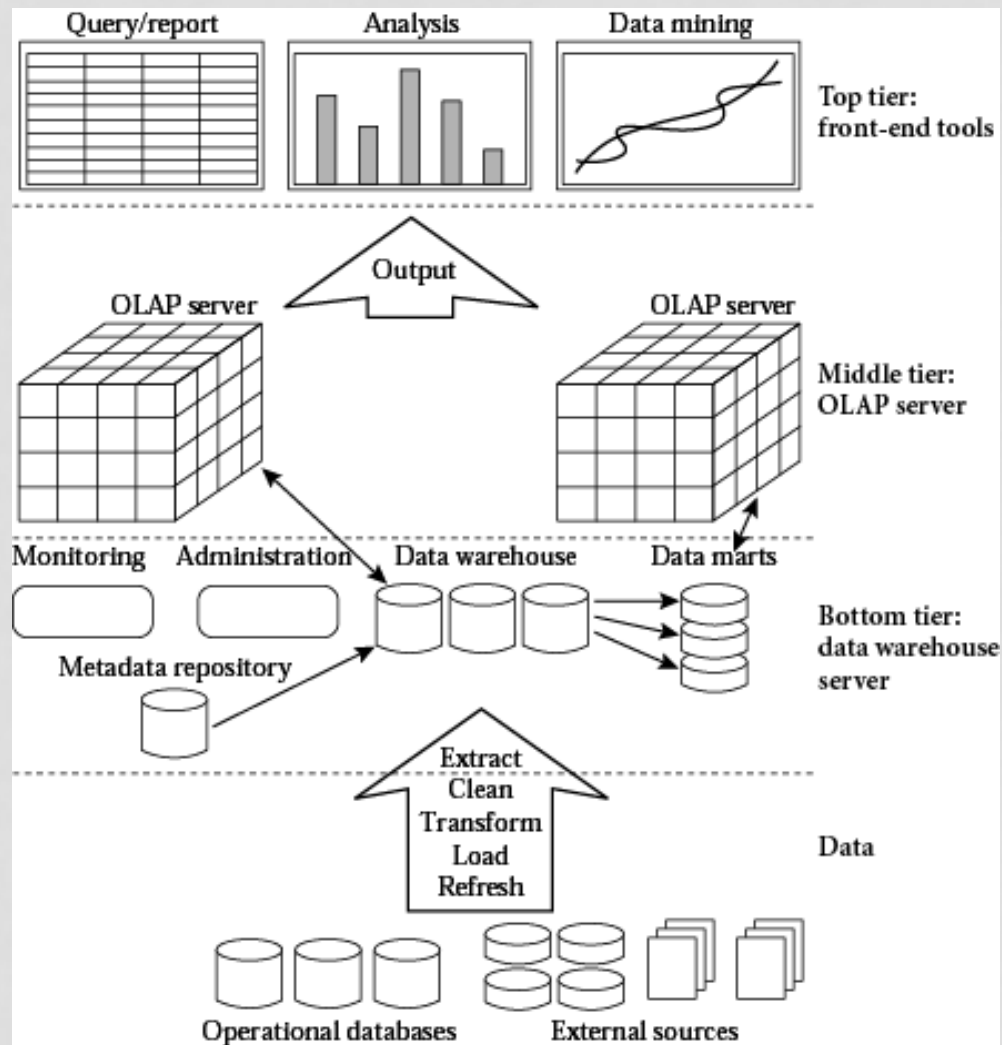 Query/report
Analysis
Data mining
Top tier:
front-end tools
Output
OLAP server
OLAP server
Middle tier:
OLAP server
Monitoring
Administration
Data warehouse
Data marts
Metadata repository
Bottom tier:
data warehouse
server
Extract
Clean
Transform
Load
Refresh
Data
Operational databases
External sources